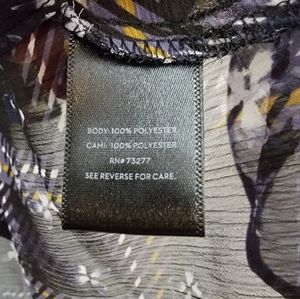 BODY: 100% POLYESTER
CAMI: 100% POLYESTER
RN# 73277
SEE REVERSE FOR CARE.